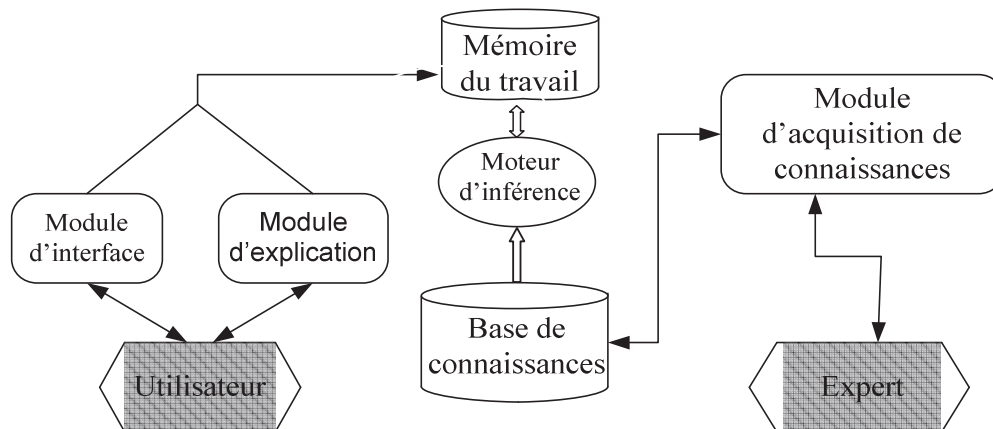 Mémoire
du travail
Module
d'acquisition de
connaissances
Moteur
d'inférence
Module
d'interface
Module
d'explication
Base de
connaissances
Utilisateur
Expert